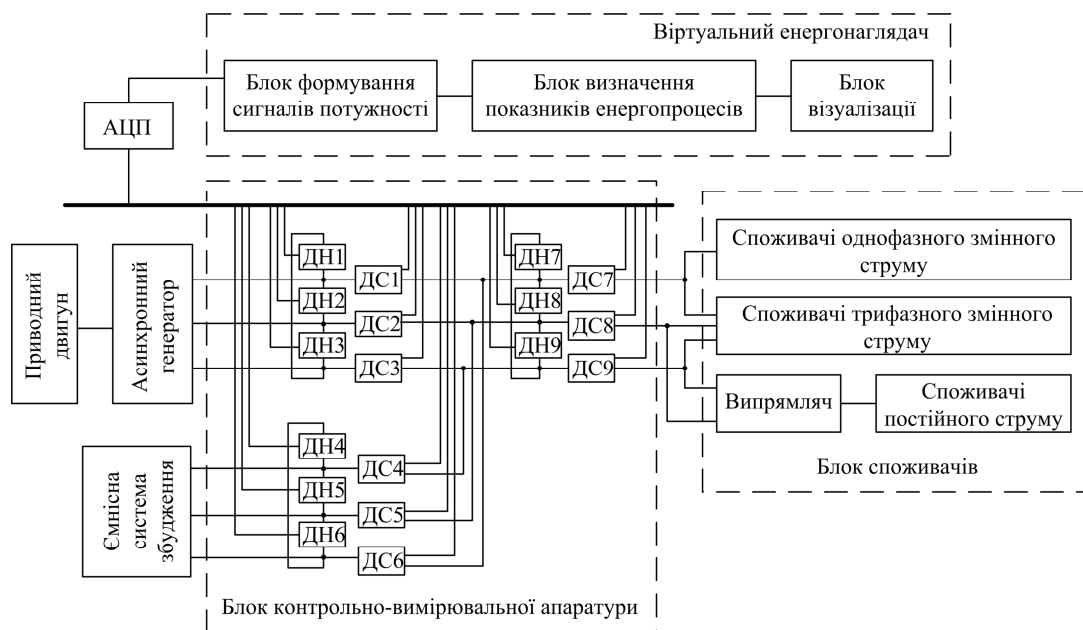 Віртуальний енергонаглядач
Блок формування
сигналів потужності
Блок визначення
показників енергопроцесів
Блок
візуалізації
АЦП
Приводний
двигун
Асинхронний
генератор
ДН1
ДН2
ДН3
ДС1
ДС2
ДС3
ДН7
ДН8
ДН9
ДС7
ДС8
ДС9
Споживачі однофазного змінного
струму
Споживачі трифазного змінного
струму
Випрямляч
Споживачі
постійного струму
Блок споживачів
Ємнісна
система
збудження
ДН4
ДН5
ДН6
ДС4
ДС5
ДС6
Блок контрольно-вимірювальної апаратури